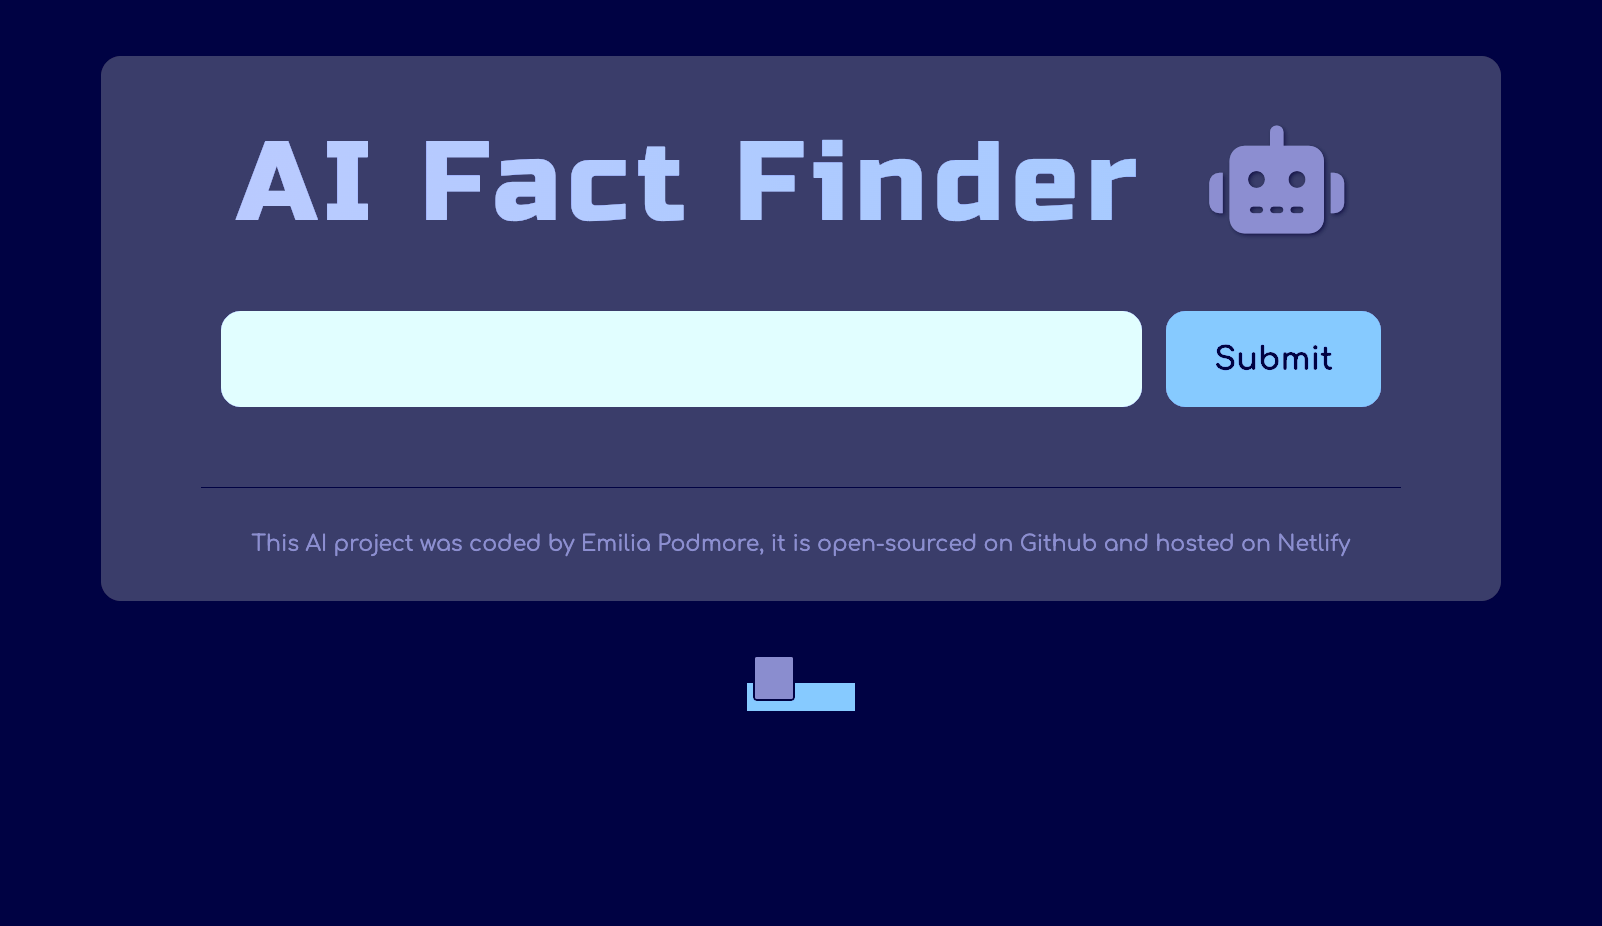 AI Fact Finder
Submit
This AI project was coded by Emilia Podmore, it is open-sourced on Github and hosted on Netlify